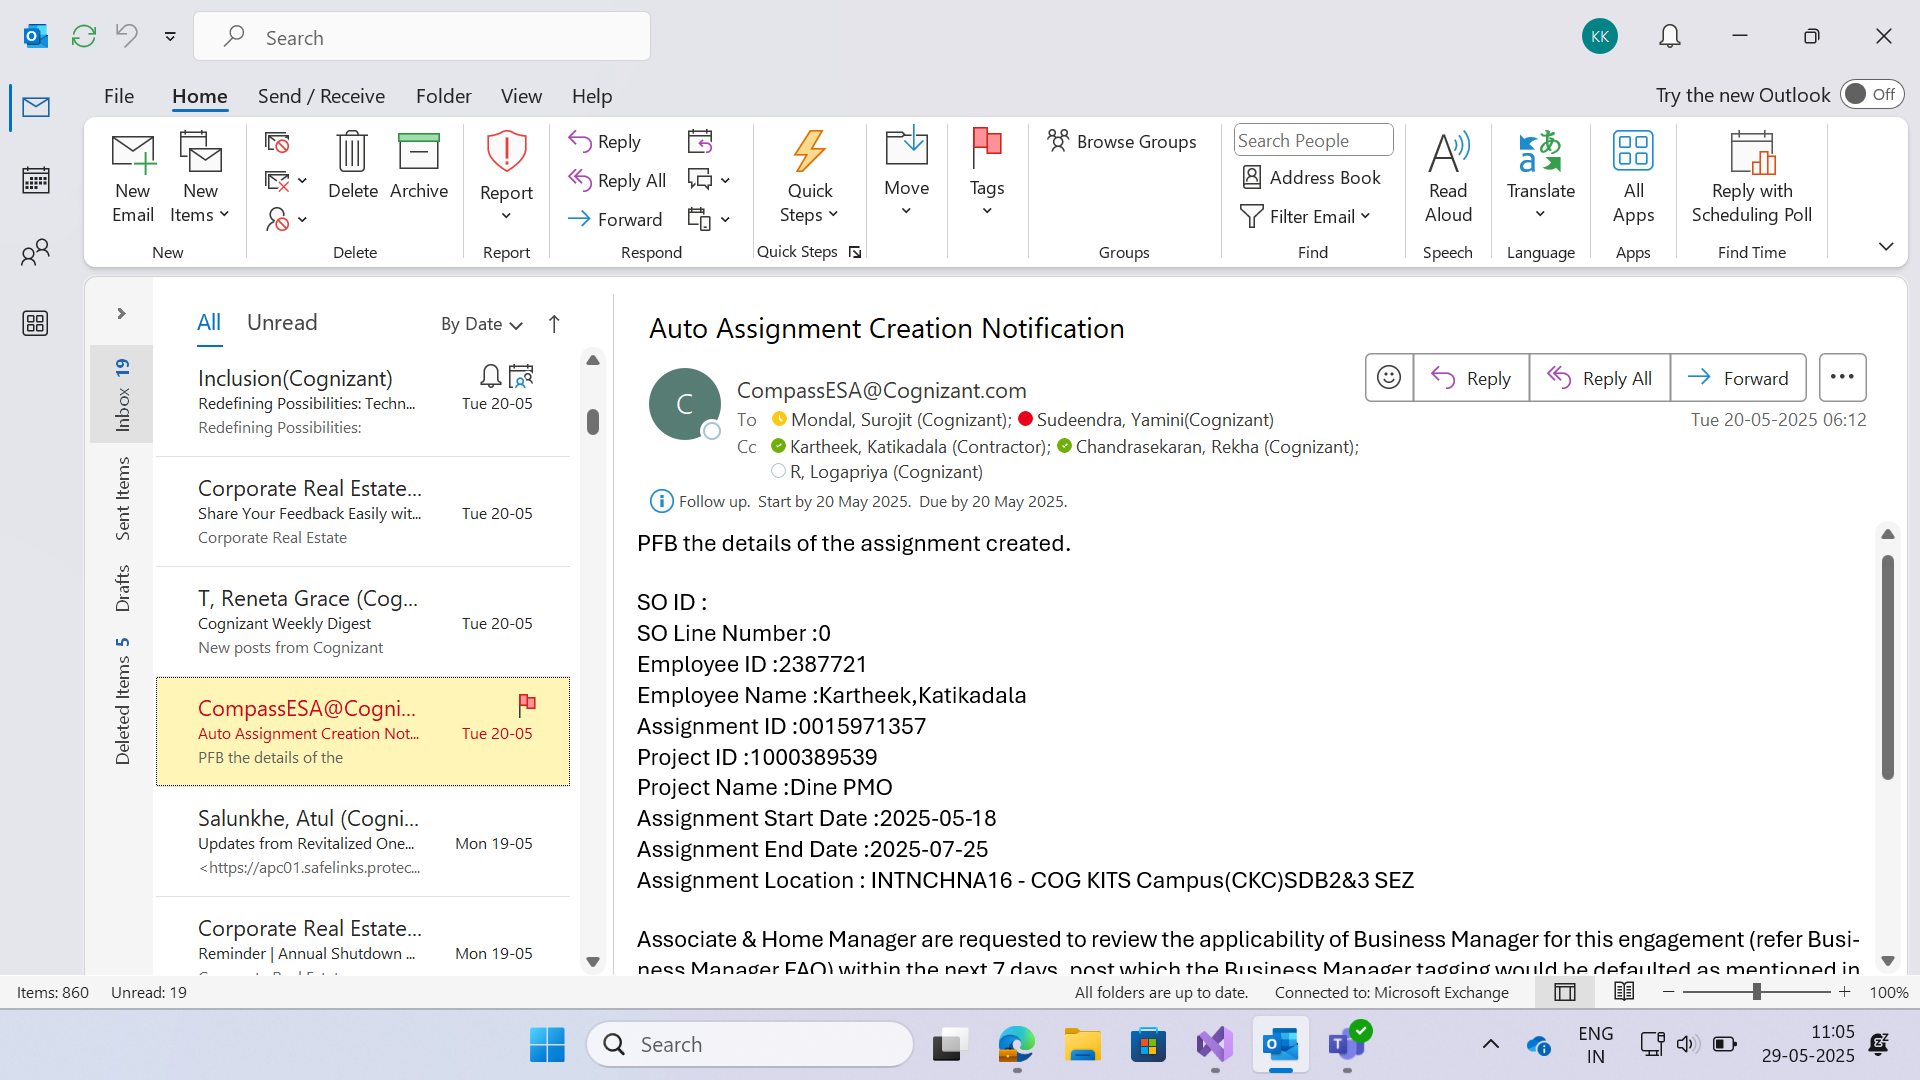 Search
KK
File Home Send / Receive Folder View Help
Try the new Outlook Off
New Email
New Items
New
Delete
Archive
Delete
Report
Report
Reply
Reply All
Forward
Respond
Quick Steps
Quick Steps
Move
Tags
Browse Groups
Groups
Search People
Address Book
Filter Email
Find
Read Aloud
Speech
Translate
Language
All Apps
Apps
Reply with Scheduling Poll
Find Time
Inbox 19
Sent Items
Drafts
Deleted Items 5
All Unread By Date
Inclusion(Cognizant)
Redefining Possibilities: Techn... Tue 20-05
Redefining Possibilities:
Corporate Real Estate...
Share Your Feedback Easily wit... Tue 20-05
Corporate Real Estate
T, Reneta Grace (Cog...
Cognizant Weekly Digest Tue 20-05
New posts from Cognizant
CompassESA@Cogni...
Auto Assignment Creation Not... Tue 20-05
PFB the details of the
Salunkhe, Atul (Cogni...
Updates from Revitalized One... Mon 19-05
<https://apc01.safelinks.protec...
Corporate Real Estate...
Reminder | Annual Shutdown ... Mon 19-05
Auto Assignment Creation Notification
C
CompassESA@Cognizant.com
Reply Reply All Forward
To Mondal, Surojit (Cognizant); Sudeendra, Yamini(Cognizant)
Tue 20-05-2025 06:12
Cc Kartheek, Katikadala (Contractor); Chandrasekaran, Rekha (Cognizant);
R, Logapriya (Cognizant)
Follow up. Start by 20 May 2025. Due by 20 May 2025.
PFB the details of the assignment created.
SO ID :
SO Line Number :0
Employee ID :2387721
Employee Name :Kartheek,Katikadala
Assignment ID :0015971357
Project ID :1000389539
Project Name :Dine PMO
Assignment Start Date :2025-05-18
Assignment End Date :2025-07-25
Assignment Location : INTNCHNA16 - COG KITS Campus(CKC)SDB2&3 SEZ
Associate & Home Manager are requested to review the applicability of Business Manager for this engagement (refer Busi-
ness Manager FAQ) within the next 7 days, post which the Business Manager tagging would be defaulted as mentioned in
Items: 860 Unread: 19
All folders are up to date. Connected to: Microsoft Exchange 100%
Search
ENG
IN
11:05
29-05-2025